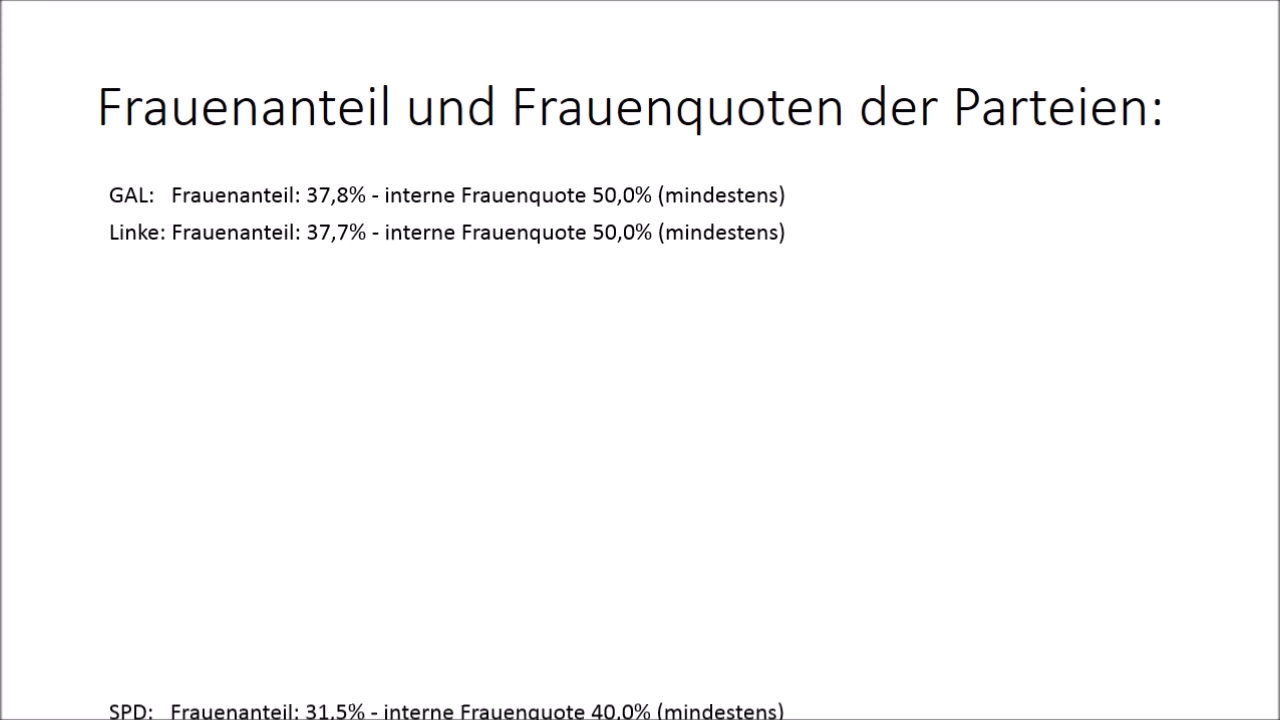 Frauenanteil und Frauenquoten der Parteien:
GAL: Frauenanteil: 37,8% - interne Frauenquote 50,0% (mindestens)
Linke: Frauenanteil: 37,7% - interne Frauenquote 50,0% (mindestens)
SPD: Frauenanteil: 31,5% - interne Frauenquote 40,0% (mindestens)